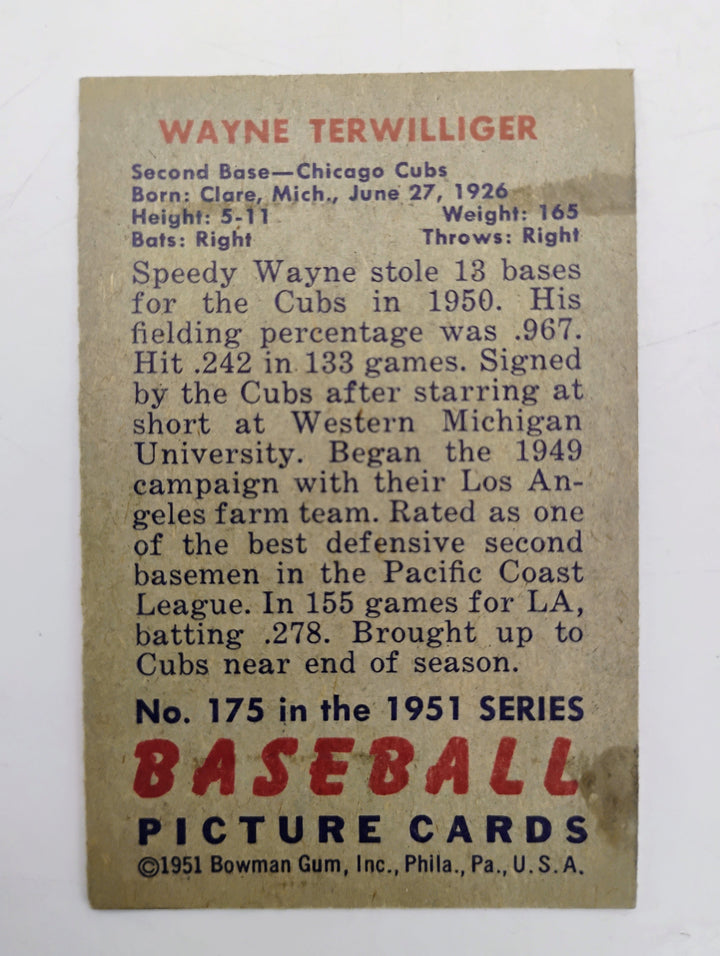 WAYNE TERWILLIGER
Second Base—Chicago Cubs
Born: Clare, Mich., June 27, 1926
Height: 5-11 Weight: 165
Bats: Right Throws: Right
Speedy Wayne stole 13 bases
for the Cubs in 1950. His
fielding percentage was .967.
Hit .242 in 133 games. Signed
by the Cubs after starring at
short at Western Michigan
University. Began the 1949
campaign with their Los An-
geles farm team. Rated as one
of the best defensive second
basemen in the Pacific Coast
League. In 155 games for LA,
batting .278. Brought up to
Cubs near end of season.
No. 175 in the 1951 SERIES
BASEBALL
PICTURE CARDS
©1951 Bowman Gum, Inc., Phila., Pa., U.S.A.